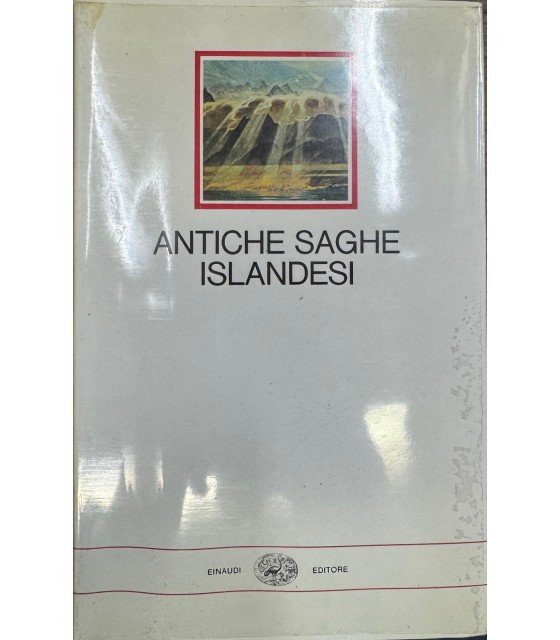 ANTICHE SAGHE
ISLANDESI
EINAUDI EDITORE